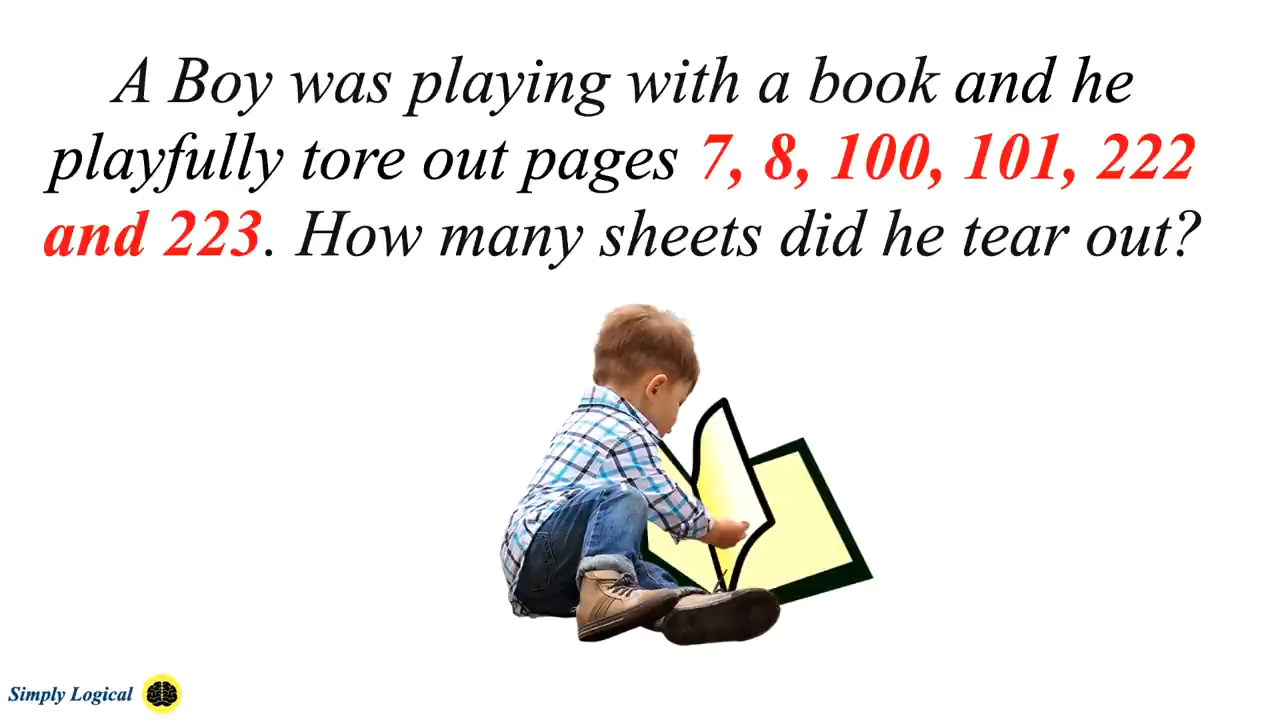 A Boy was playing with a book and he
playfully tore out pages 7, 8, 100, 101, 222
and 223. How many sheets did he tear out?
Simply Logical